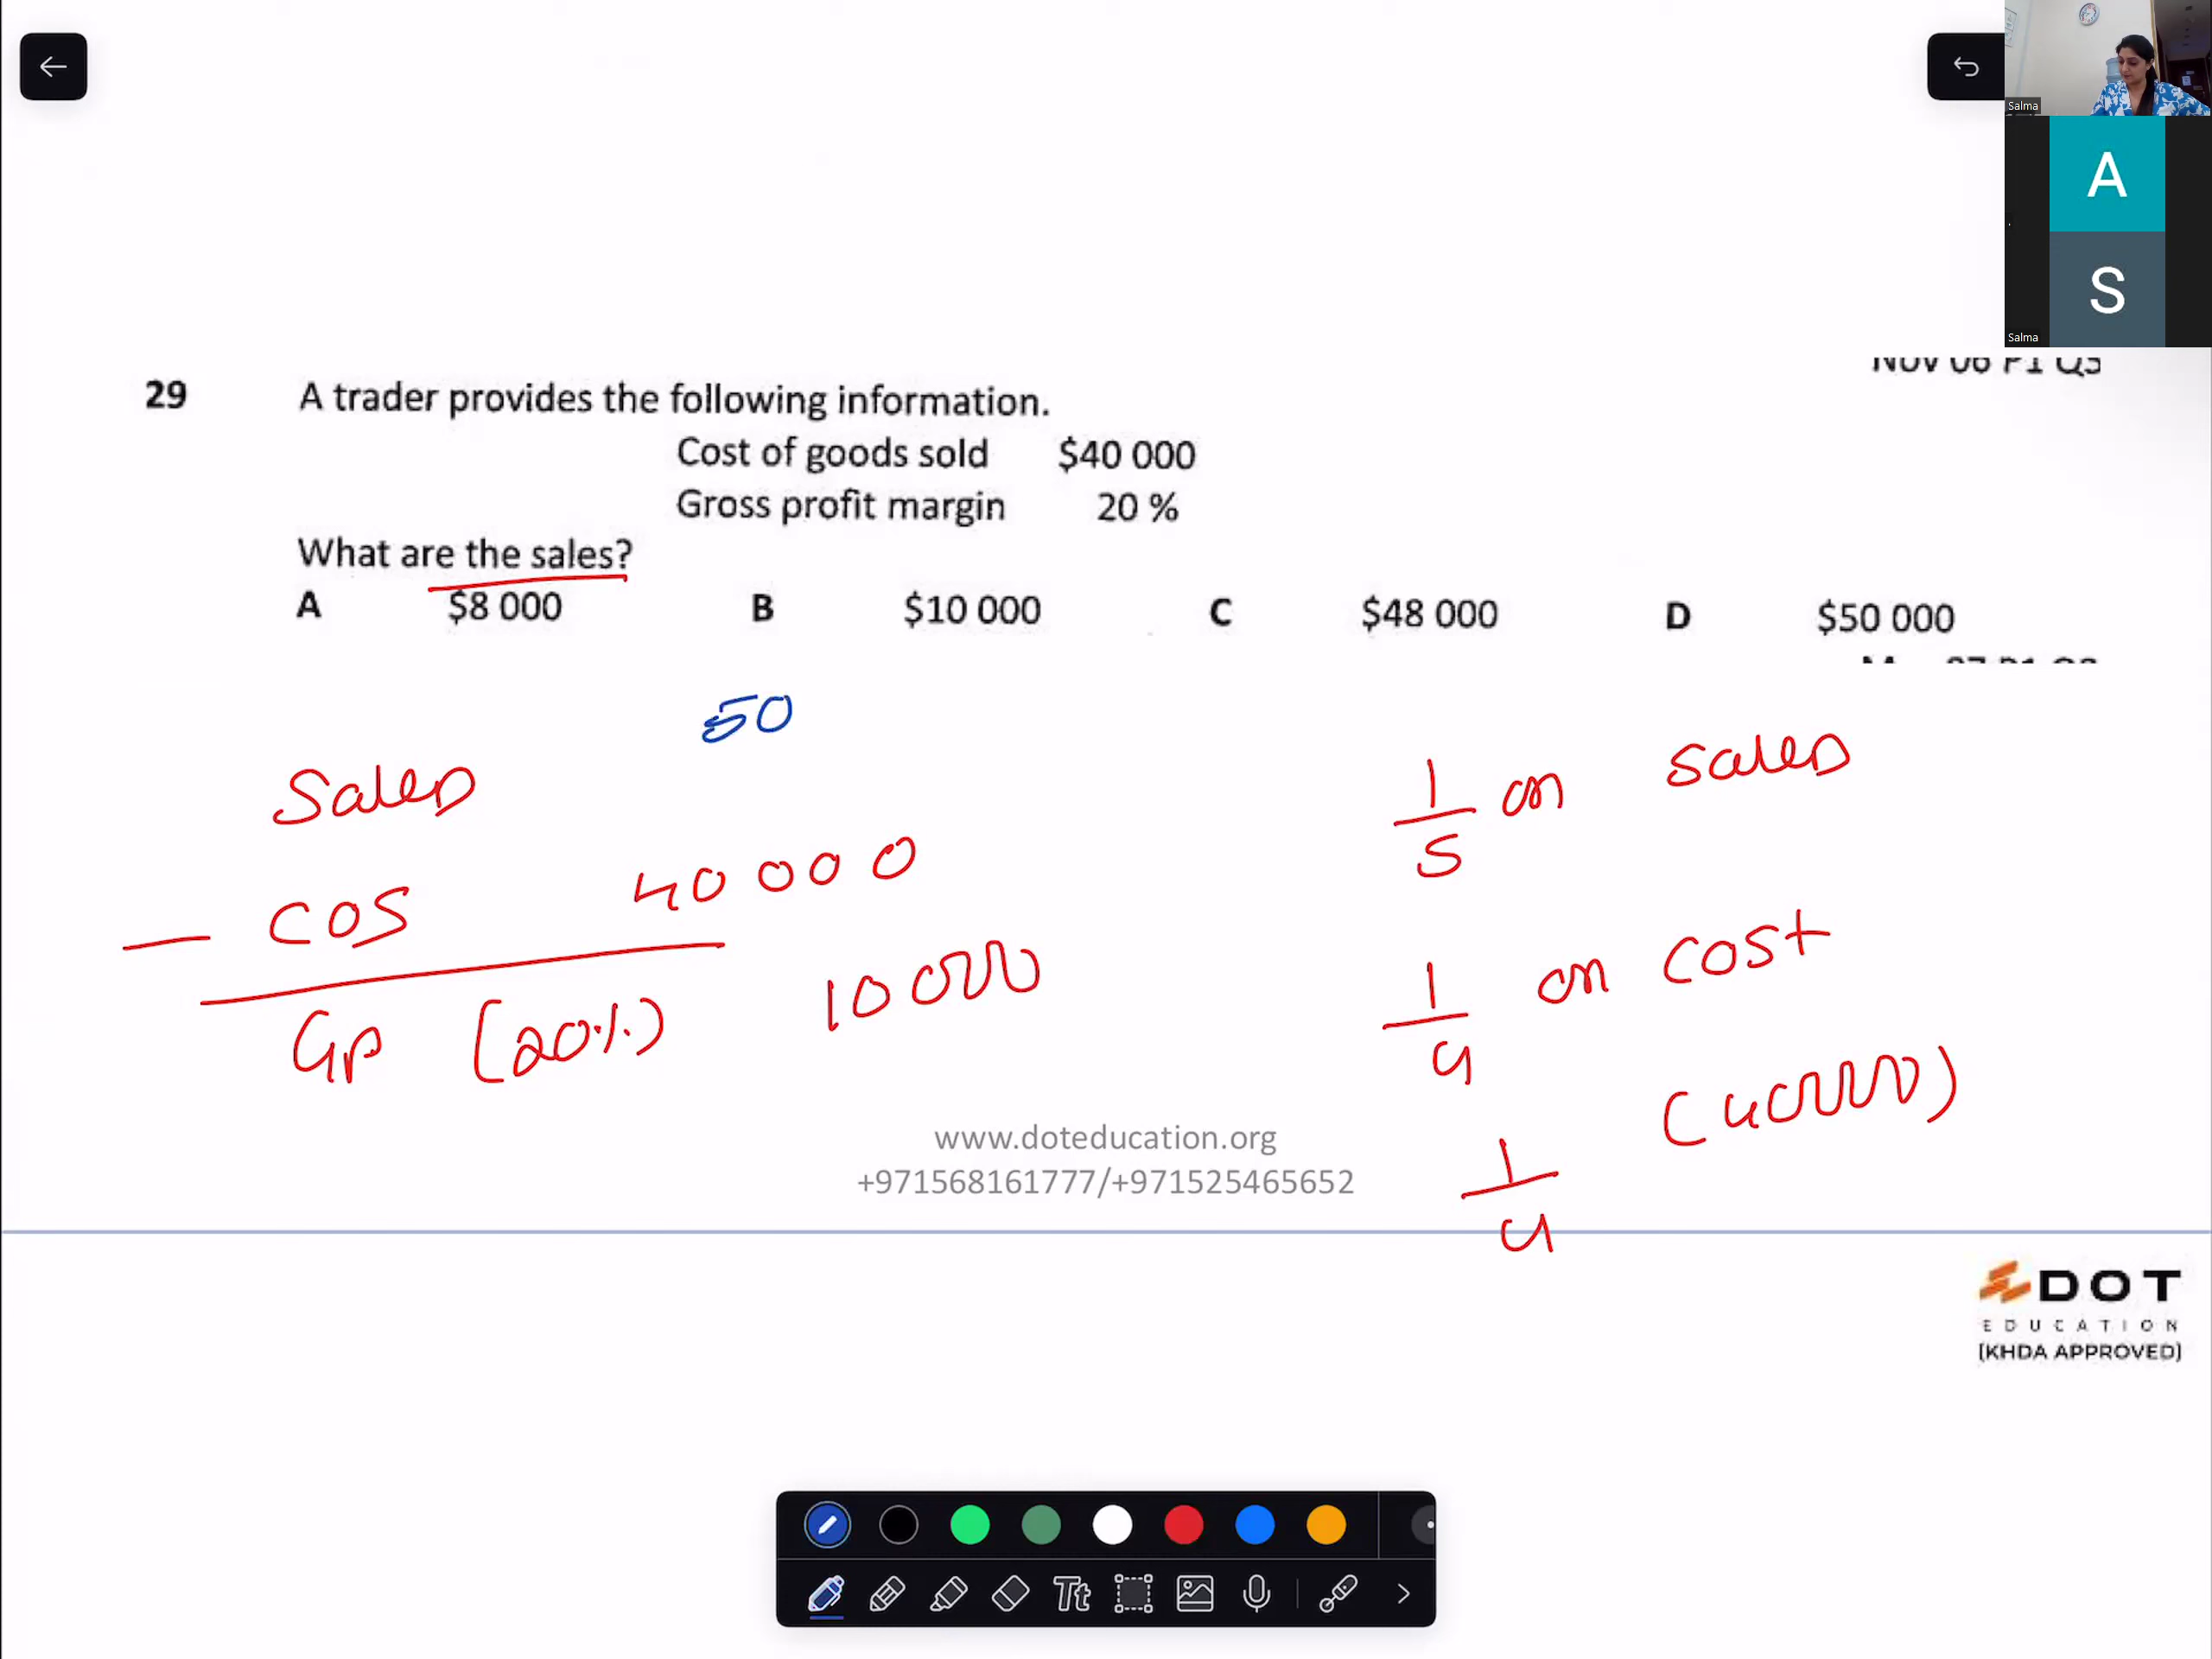 Salma
A
S
Salma
29 A trader provides the following information.
Cost of goods sold $40 000
Gross profit margin 20 %
What are the sales?
A $8 000 B $10 000 C $48 000 D $50 000
50
Sales
— COS 40000
GP (20%) 10000
1/5 on sales
1/4 on cost
(40000)
1/4
www.doteducation.org
+971568161777/+971525465652
DOT
EDUCATION
(KHDA APPROVED)
Tt